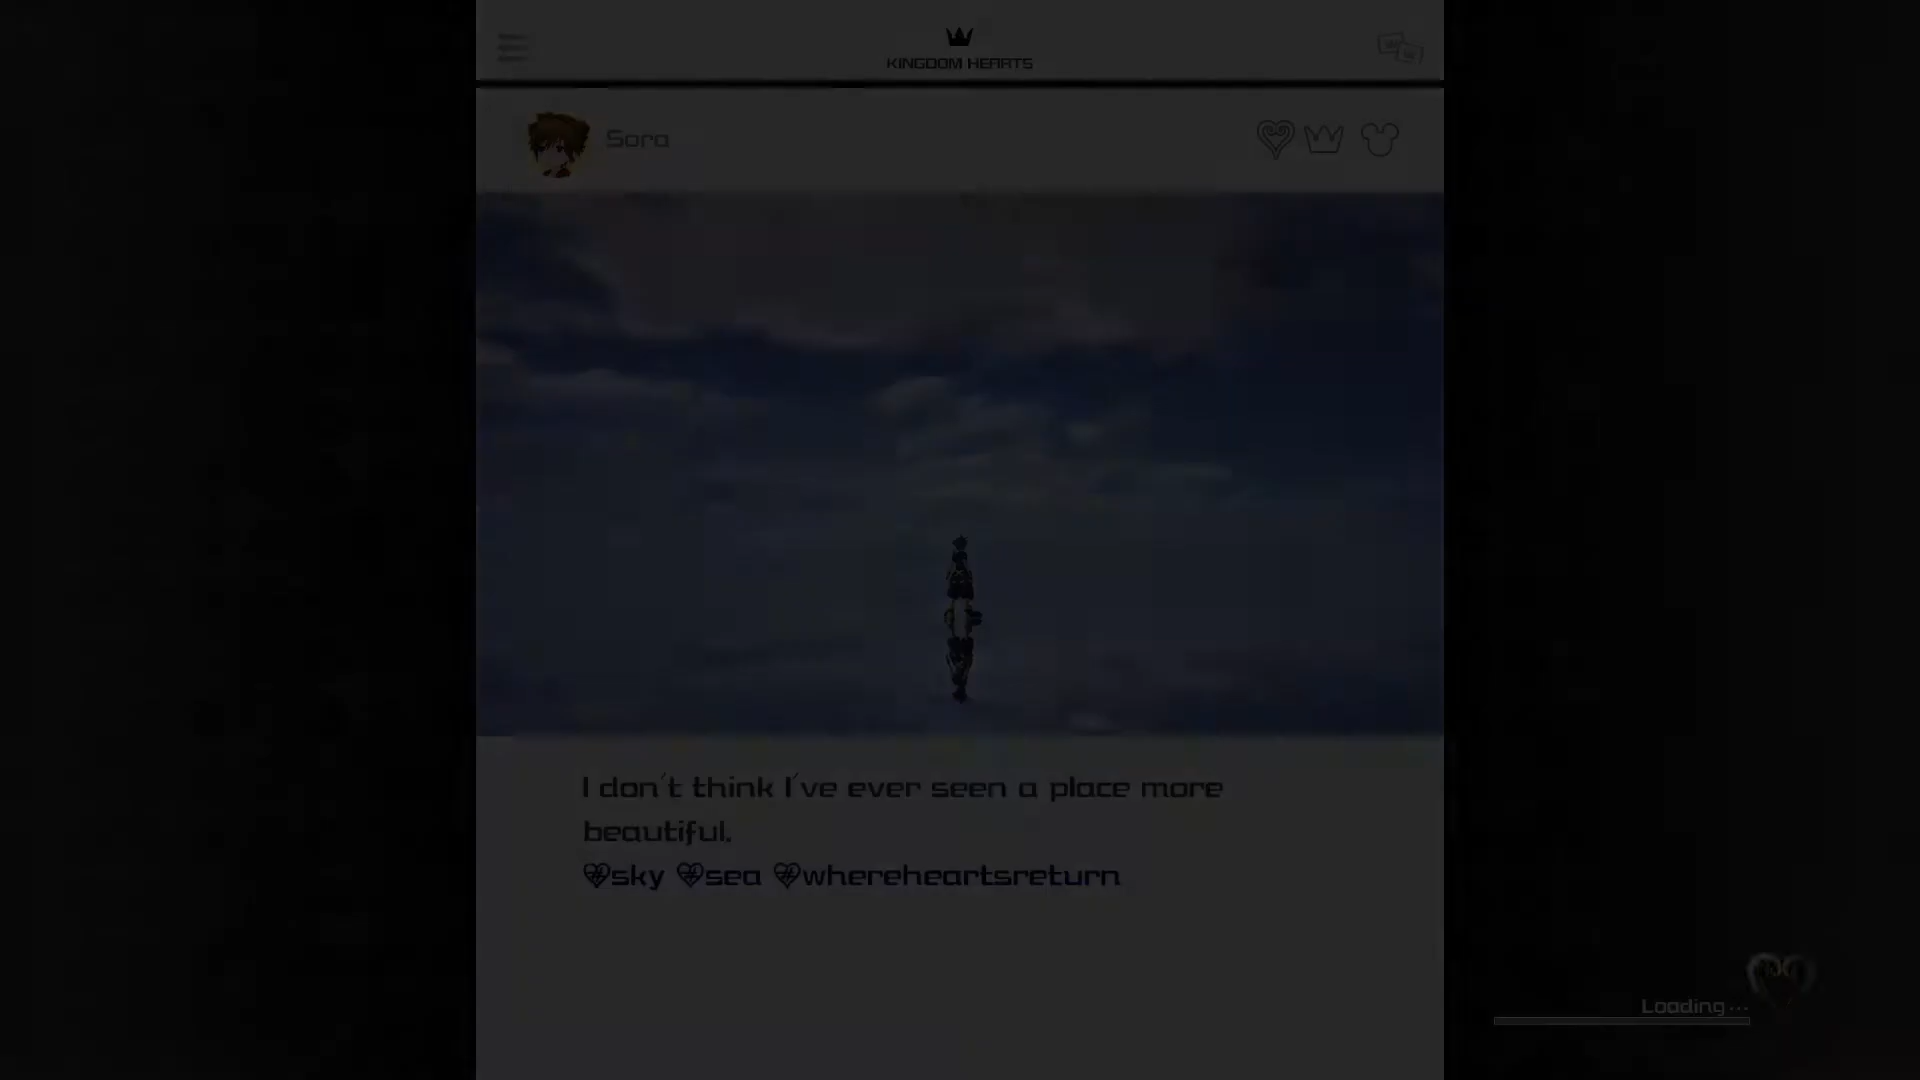 KINGDOM HEARTS
Sora
I don't think I've ever seen a place more
beautiful.
#sky #sea #whereheartsreturn
Loading...